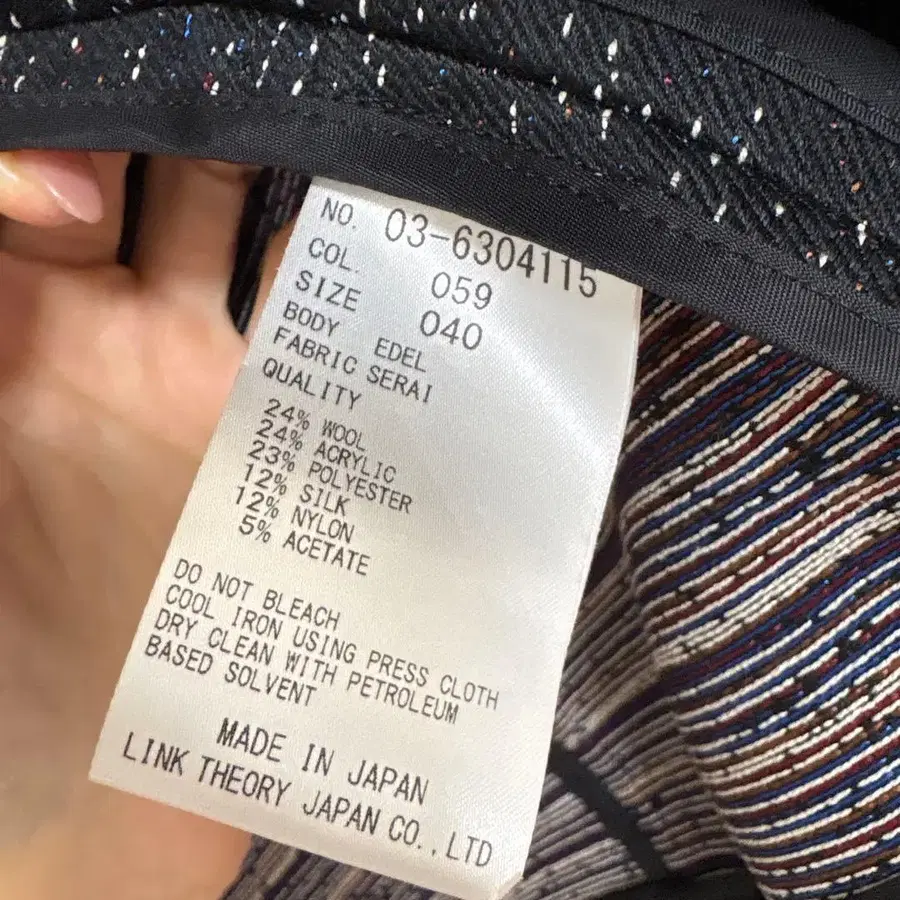 NO. 03-6304115
COL. 059
SIZE 040
BODY EDEL
FABRIC SERAI
QUALITY
24% WOOL
24% ACRYLIC
23% POLYESTER
12% SILK
12% NYLON
5% ACETATE
DO NOT BLEACH
COOL IRON USING PRESS CLOTH
DRY CLEAN WITH PETROLEUM
BASED SOLVENT
MADE IN JAPAN
LINK THEORY JAPAN CO.,LTD